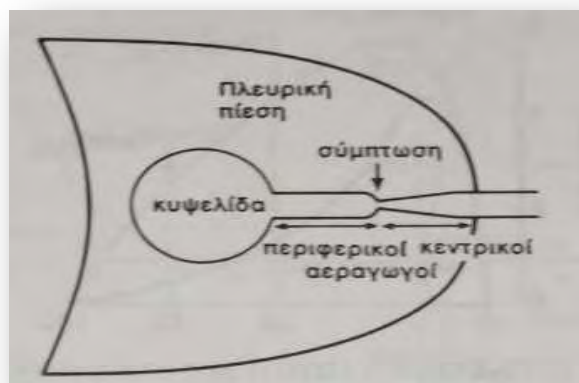 Πλευρική
πίεση
σύμπτωση
κυψελίδα
περιφερικοί κεντρικοί
αεραγωγοί